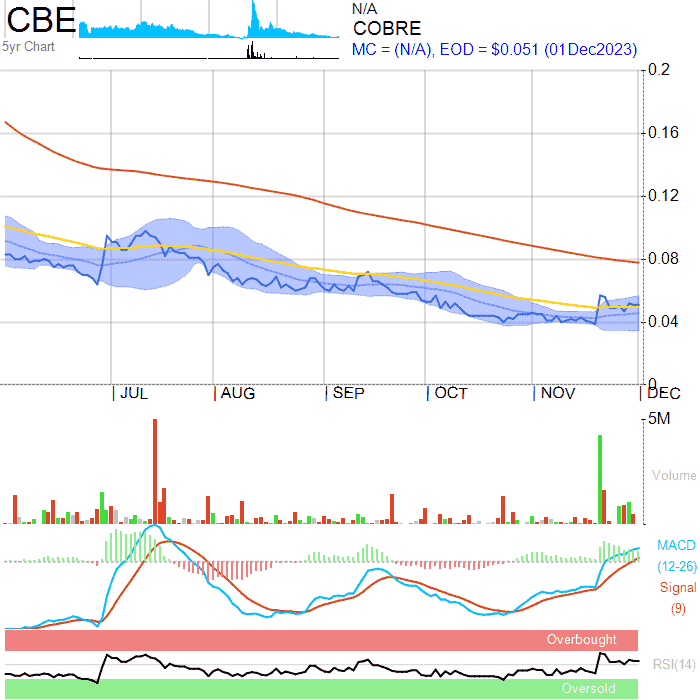 CBE
N/A
COBRE
5yr Chart
MC = (N/A), EOD = $0.051 (01Dec2023)
0.2
0.16
0.12
0.08
0.04
0
JUL AUG SEP OCT NOV DEC
5M
Volume
MACD
(12-26)
Signal
(9)
Overbought
RSI(14)
Oversold